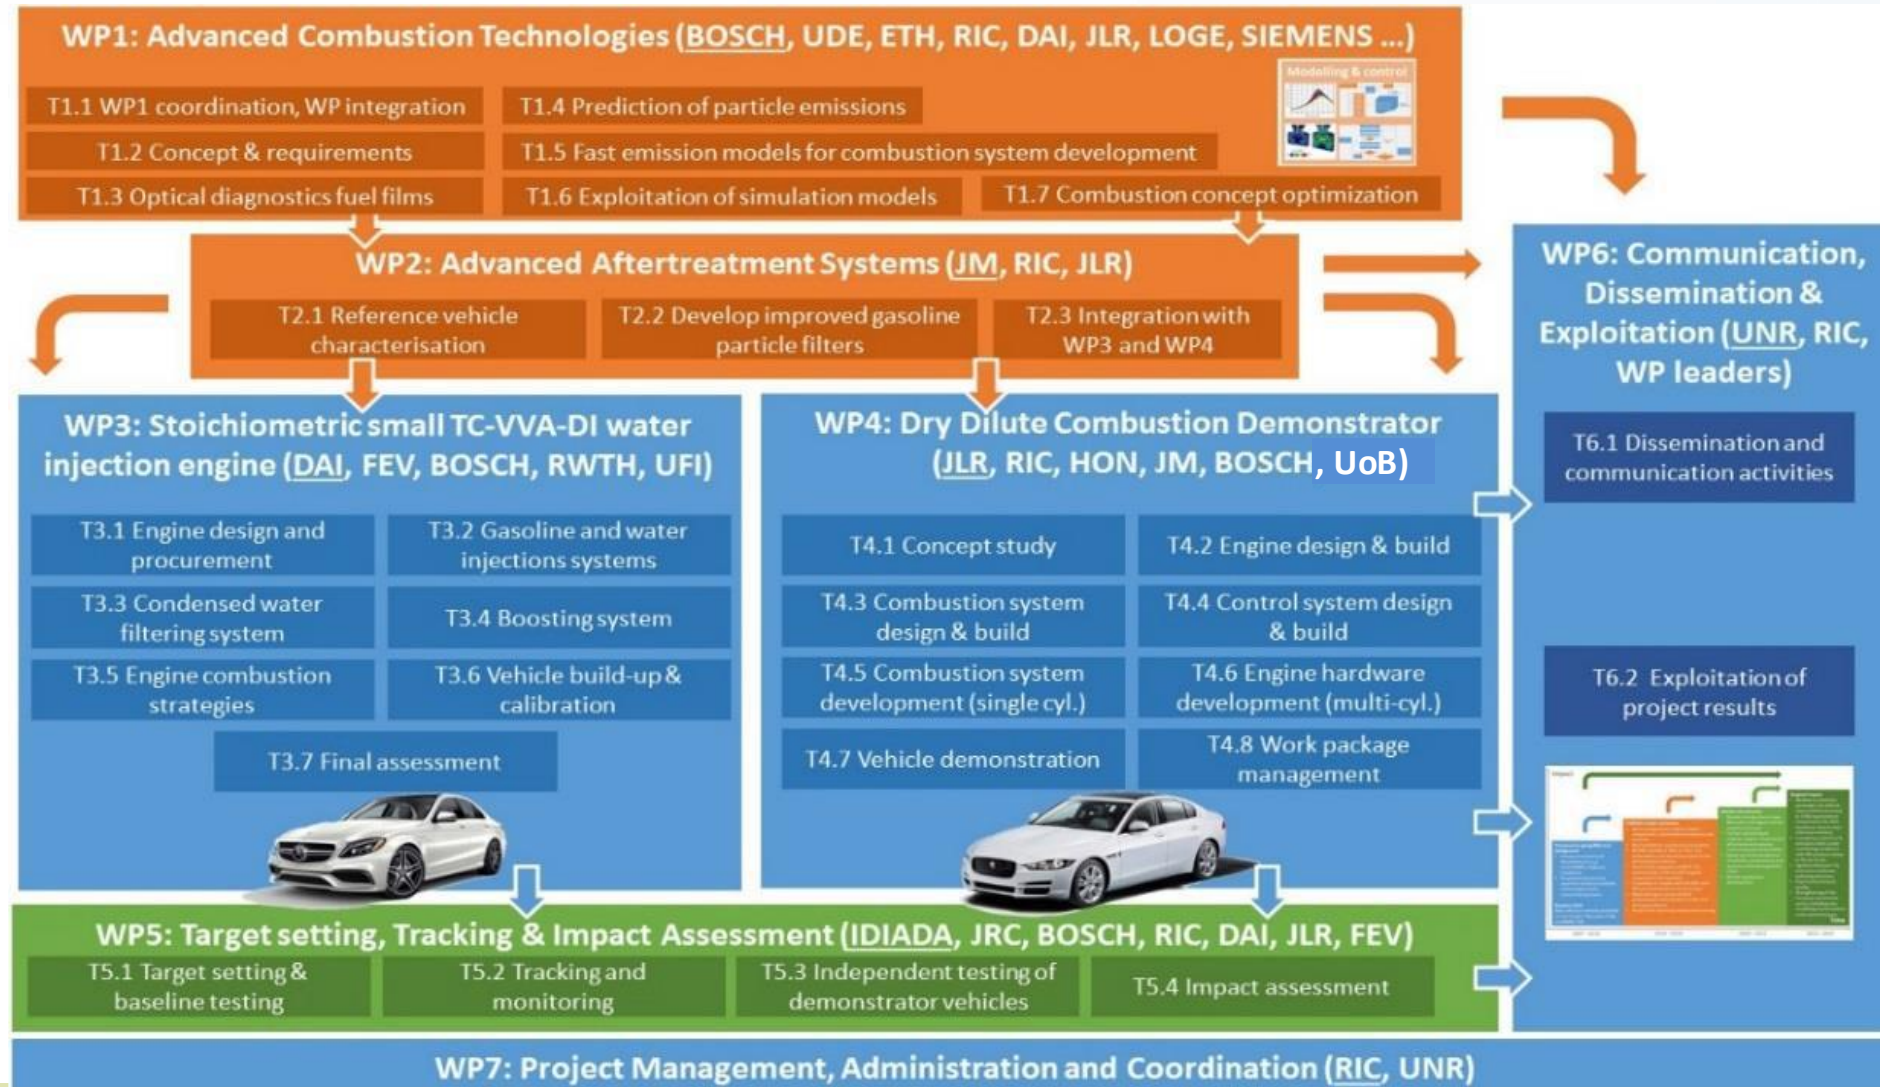 WP1: Advanced Combustion Technologies (BOSCH, UDE, ETH, RIC, DAI, JLR, LOGE, SIEMENS ...)
Modelling & control
T1.1 WP1 coordination, WP integration
T1.4 Prediction of particle emissions
T1.2 Concept & requirements
T1.5 Fast emission models for combustion system development
T1.3 Optical diagnostics fuel films
T1.6 Exploitation of simulation models
T1.7 Combustion concept optimization
WP2: Advanced Aftertreatment Systems (JM, RIC, JLR)
T2.1 Reference vehicle
characterisation
T2.2 Develop improved gasoline
particle filters
T2.3 Integration with
WP3 and WP4
WP3: Stoichiometric small TC-VVA-DI water
injection engine (DAI, FEV, BOSCH, RWTH, UFI)
T3.1 Engine design and
procurement
T3.2 Gasoline and water
injections systems
T3.3 Condensed water
filtering system
T3.4 Boosting system
T3.5 Engine combustion
strategies
T3.6 Vehicle build-up &
calibration
T3.7 Final assessment
WP4: Dry Dilute Combustion Demonstrator
(JLR, RIC, HON, JM, BOSCH, UoB)
T4.1 Concept study
T4.2 Engine design & build
T4.3 Combustion system
design & build
T4.4 Control system design
& build
T4.5 Combustion system
development (single cyl.)
T4.6 Engine hardware
development (multi-cyl.)
T4.7 Vehicle demonstration
T4.8 Work package
management
WP5: Target setting, Tracking & Impact Assessment (IDIADA, JRC, BOSCH, RIC, DAI, JLR, FEV)
T5.1 Target setting &
baseline testing
T5.2 Tracking and
monitoring
T5.3 Independent testing of
demonstrator vehicles
T5.4 Impact assessment
WP6: Communication,
Dissemination &
Exploitation (UNR, RIC,
WP leaders)
T6.1 Dissemination and
communication activities
T6.2 Exploitation of
project results
WP7: Project Management, Administration and Coordination (RIC, UNR)